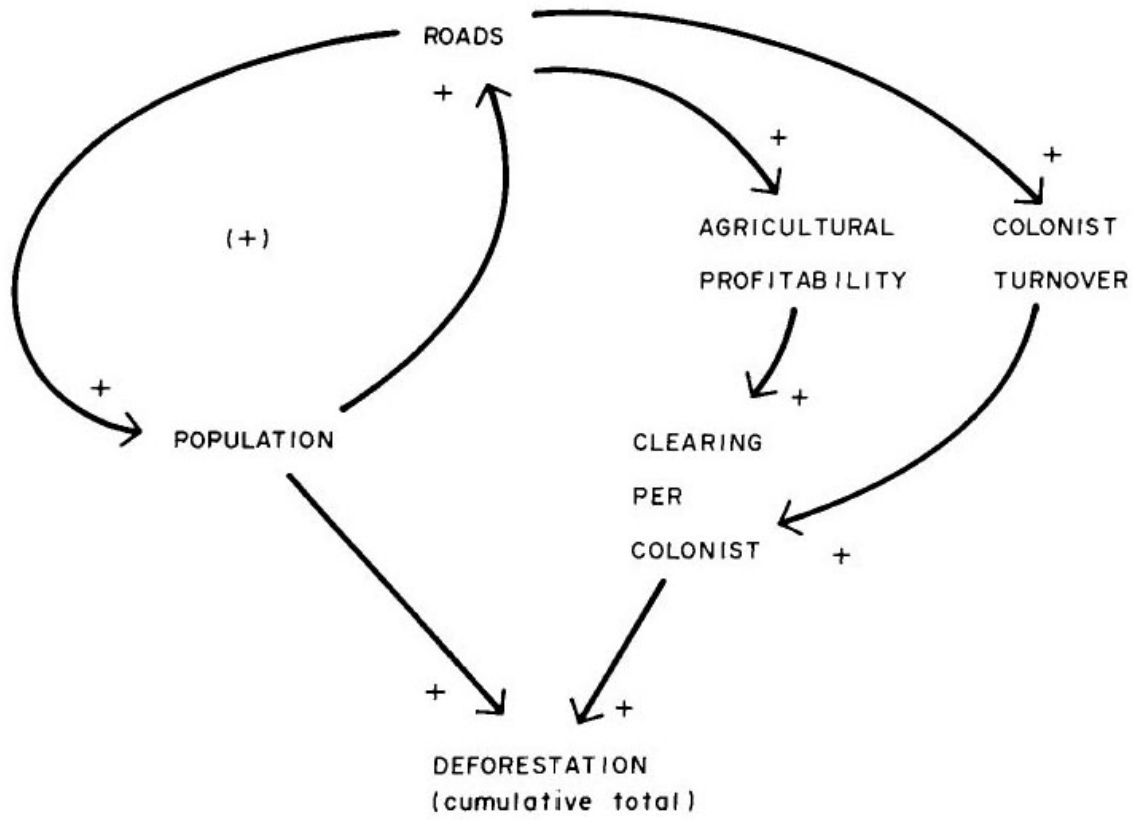 ROADS
+
+
+
(+)
AGRICULTURAL
PROFITABILITY
COLONIST
TURNOVER
+
+
POPULATION
CLEARING
PER
COLONIST
+
+
+
DEFORESTATION
(cumulative total)